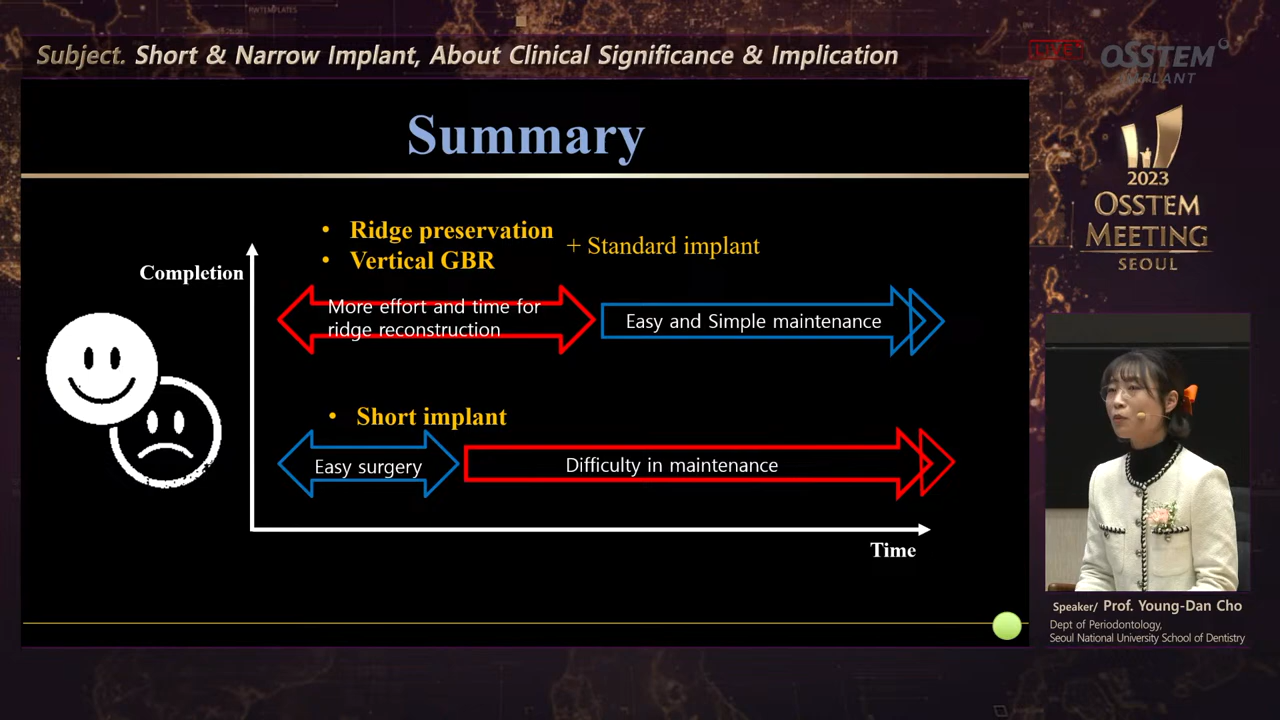 Subject. Short & Narrow Implant, About Clinical Significance & Implication
LIVE
OSSTEM
IMPLANT
2023
OSSTEM
MEETING
SEOUL
Summary
• Ridge preservation
• Vertical GBR
+ Standard implant
Completion
More effort and time for
ridge reconstruction
Easy and Simple maintenance
• Short implant
Easy surgery
Difficulty in maintenance
Time
Speaker/ Prof. Young-Dan Cho
Dept of Periodontology,
Seoul National University School of Dentistry